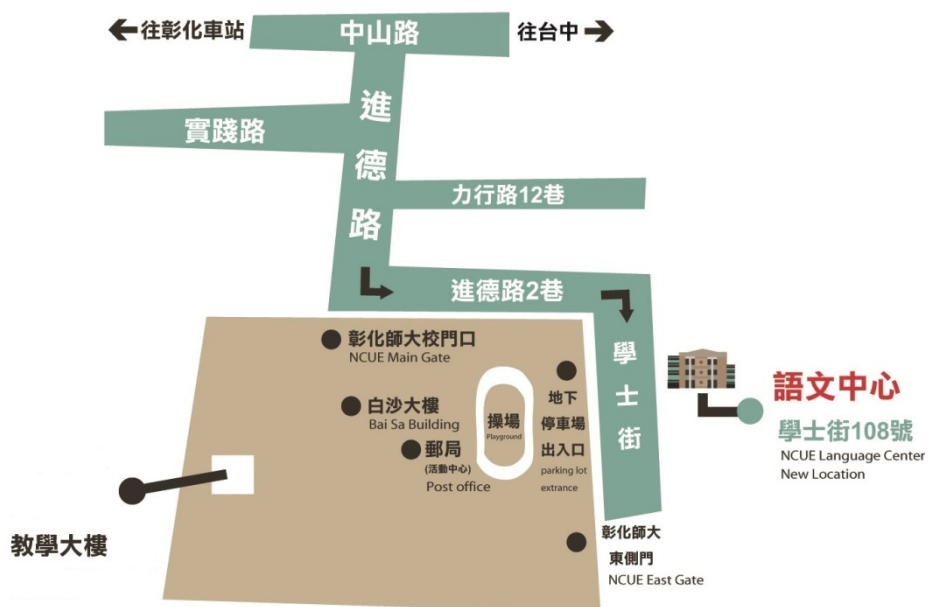 往彰化車站
中山路
往台中
進德路
實踐路
力行路12巷
進德路2巷
學士街
彰化師大校門口
NCUE Main Gate
白沙大樓
Bai Sa Building
郵局
(活動中心)
Post office
操場
Playground
地下
停車場
出入口
parking lot
entrance
語文中心
學士街108號
NCUE Language Center
New Location
教學大樓
彰化師大
東側門
NCUE East Gate